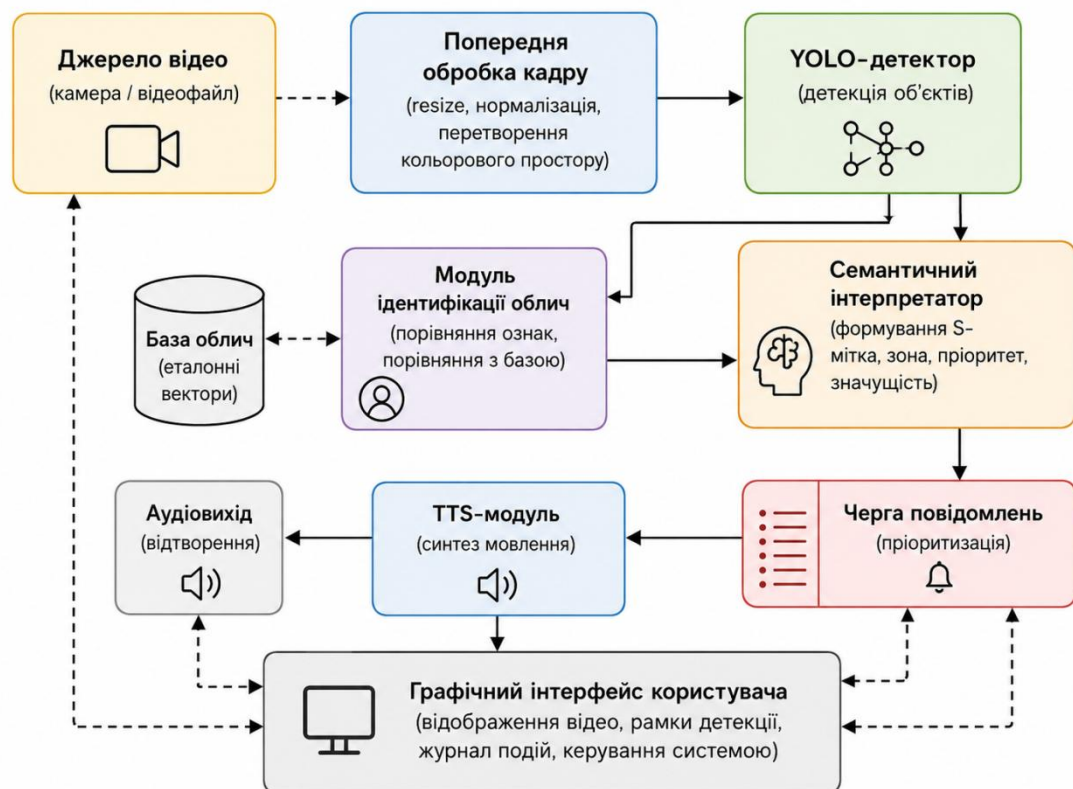 Джерело відео
(камера / відеофайл)
Попередня
обробка кадру
(resize, нормалізація,
перетворення
кольорового простору)
YOLO-детектор
(детекція об’єктів)
База облич
(еталонні
вектори)
Модуль
ідентифікації облич
(порівняння ознак,
порівняння з базою)
Семантичний
інтерпретатор
(формування S-
мітка, зона, пріоритет,
значущість)
Аудіовихід
(відтворення)
TTS-модуль
(синтез мовлення)
Черга повідомлень
(пріоритизація)
Графічний інтерфейс користувача
(відображення відео, рамки детекції,
журнал подій, керування системою)